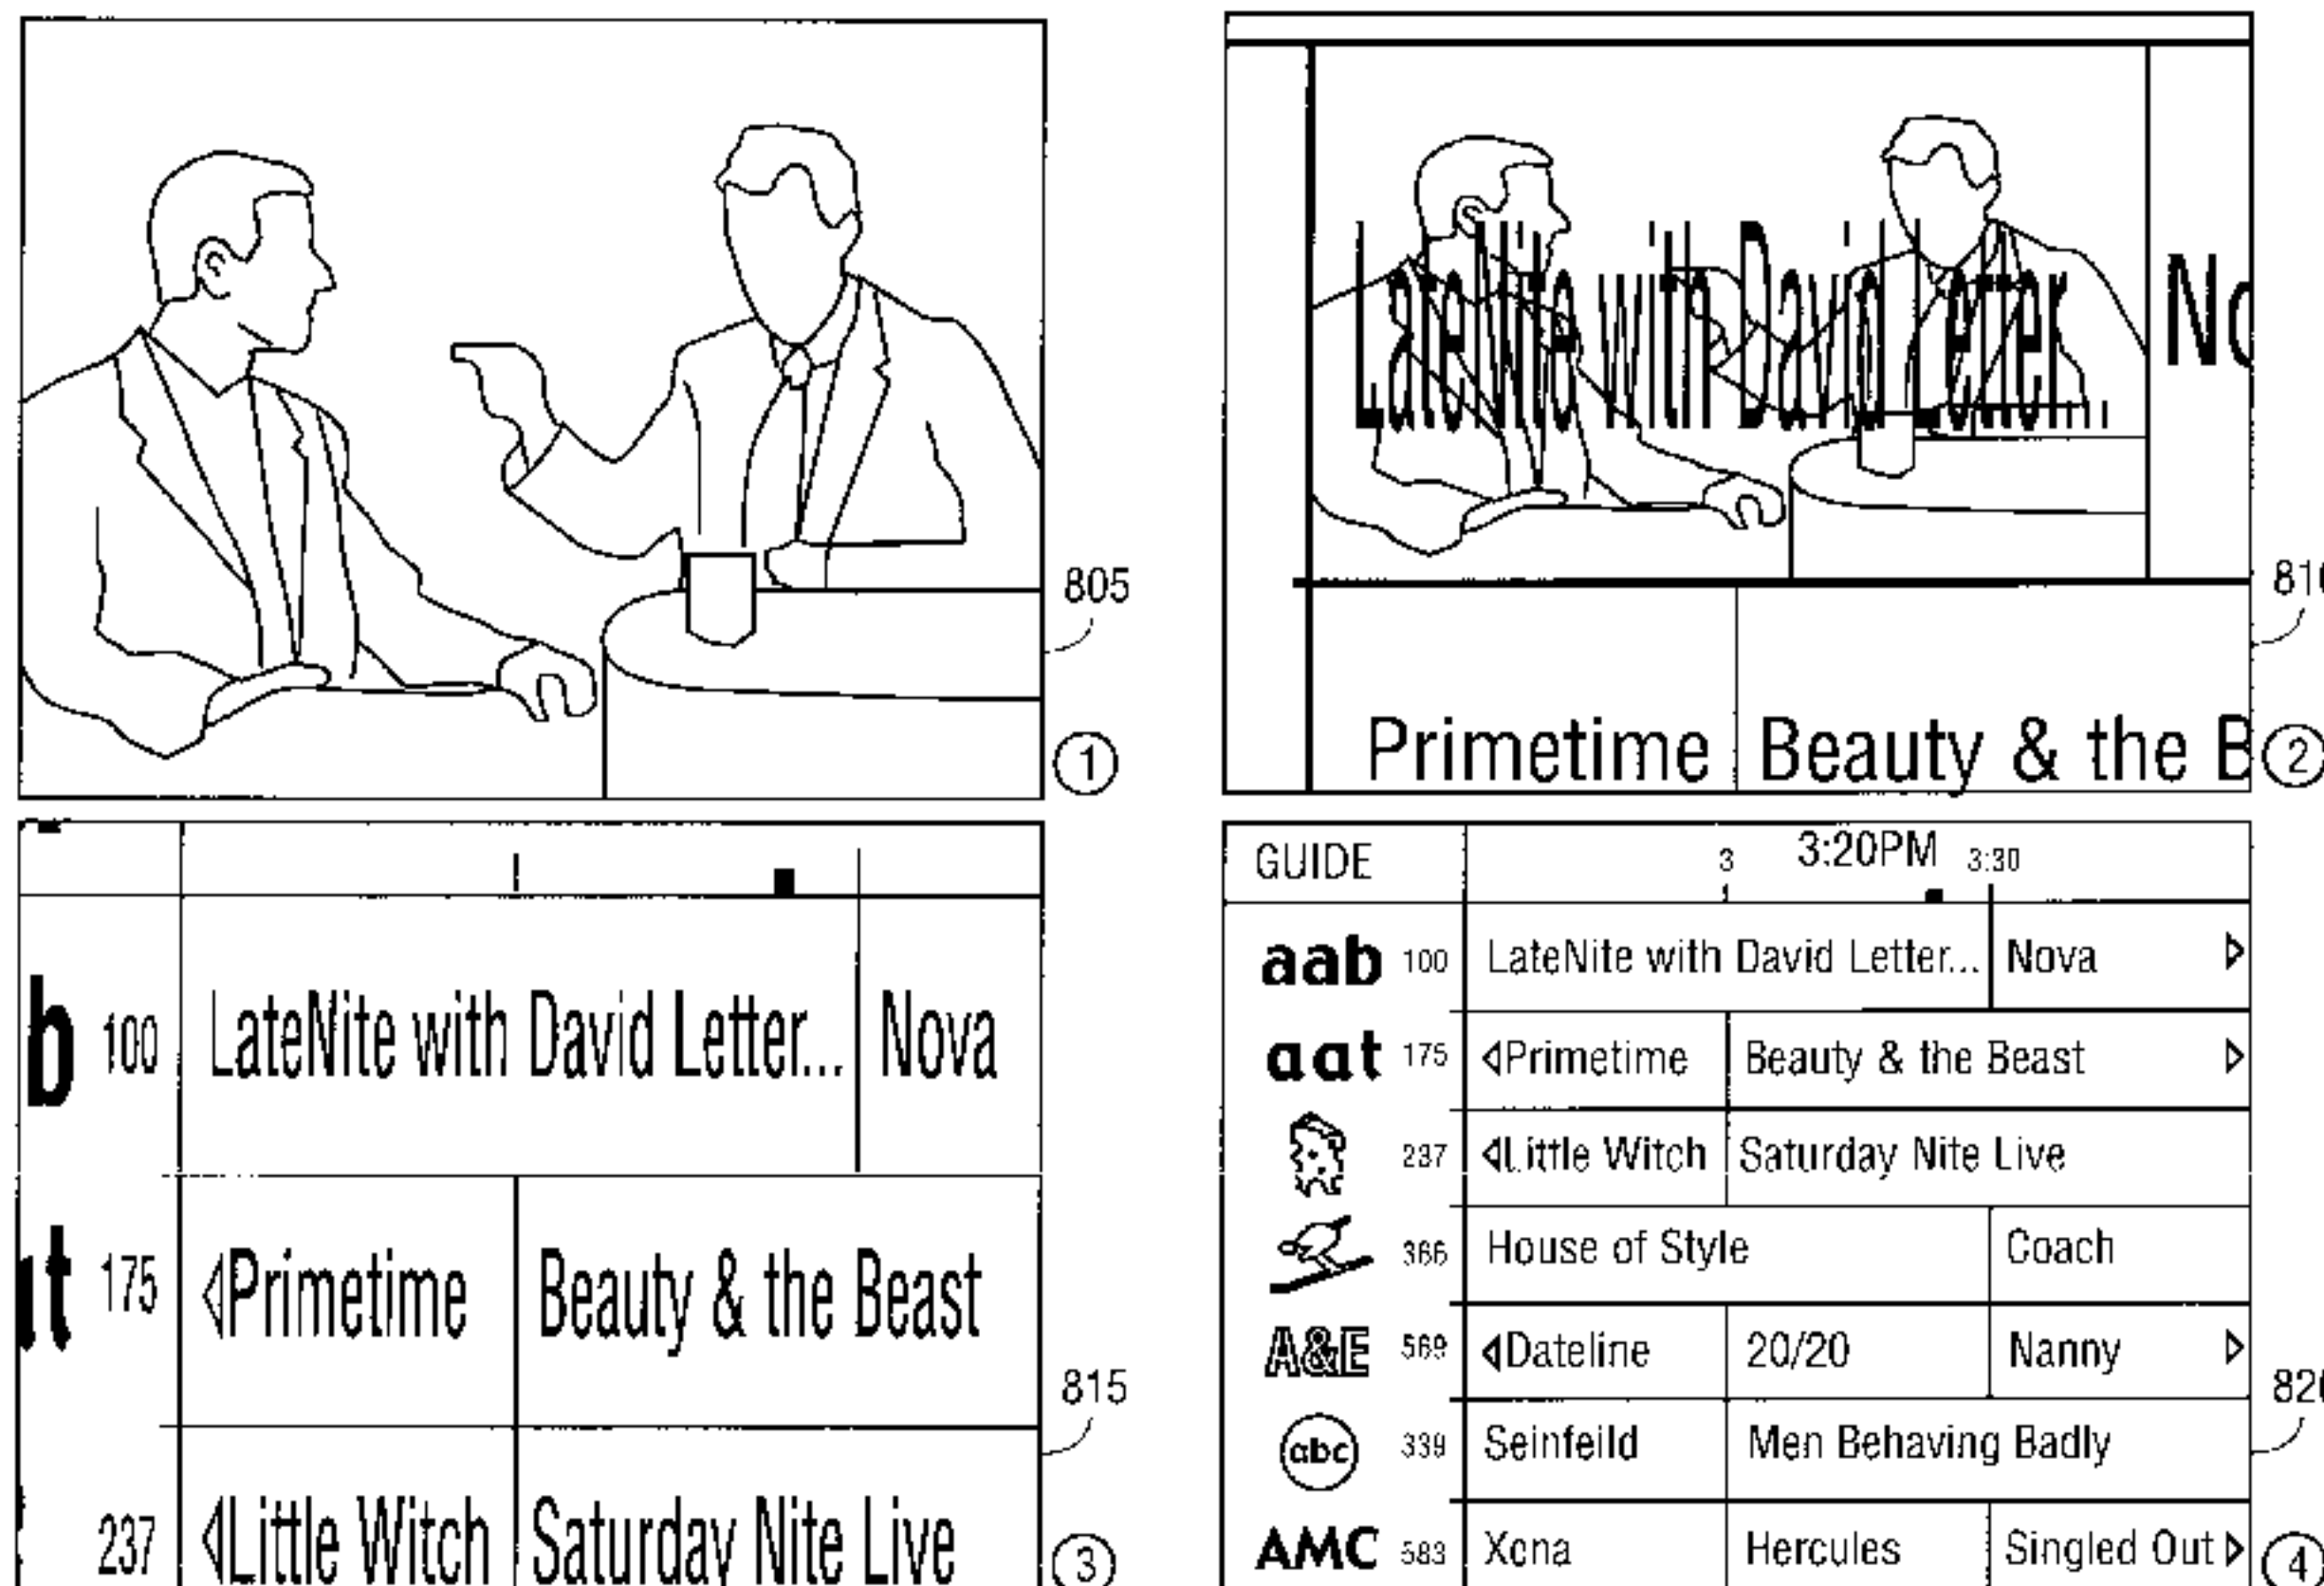 805
①
LateNite with David Letter...
No
81
Primetime
Beauty & the B
②
b 100 LateNite with David Letter... Nova
at 175 Primetime Beauty & the Beast
815
237 Little Witch Saturday Nite Live
③
GUIDE 3 3:20PM 3:30
aab 100 LateNite with David Letter... Nova
aat 175 Primetime Beauty & the Beast
237 Little Witch Saturday Nite Live
366 House of Style Coach
A&E 569 Dateline 20/20 Nanny
820
abc 339 Seinfeild Men Behaving Badly
AMC 583 Xena Hercules Singled Out
④